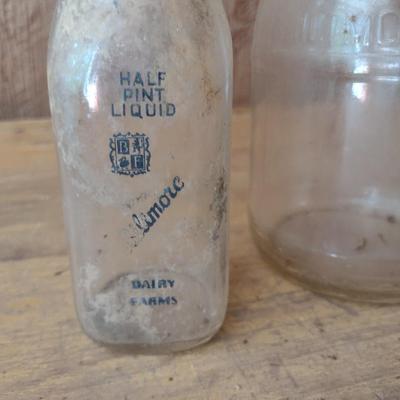 HALF
PINT
LIQUID
B
F
DAIRY
FARMS